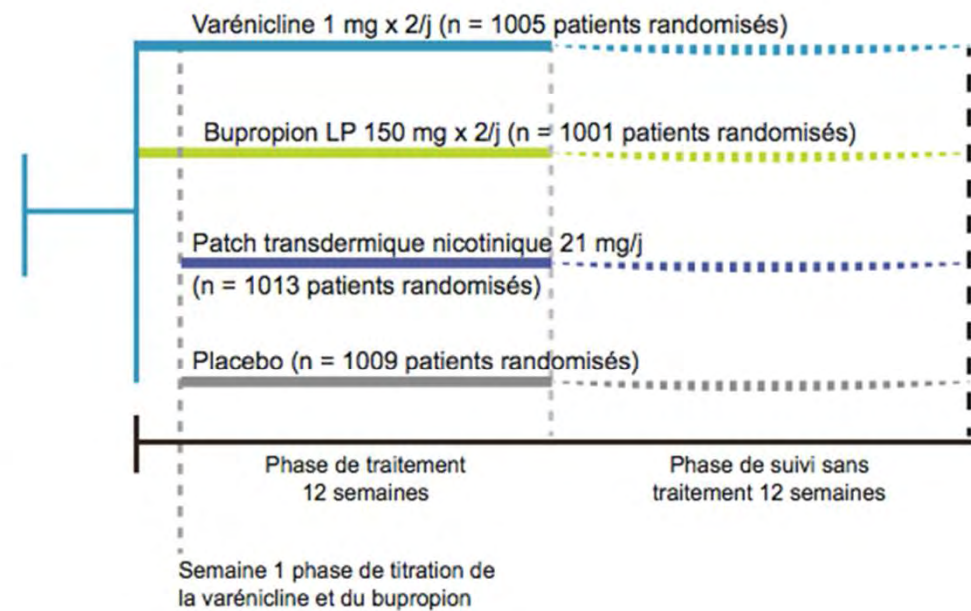 Varénicline 1 mg x 2/j (n = 1005 patients randomisés)
Bupropion LP 150 mg x 2/j (n = 1001 patients randomisés)
Patch transdermique nicotinique 21 mg/j
(n = 1013 patients randomisés)
Placebo (n = 1009 patients randomisés)
Phase de traitement
12 semaines
Phase de suivi sans
traitement 12 semaines
Semaine 1 phase de titration de
la varénicline et du bupropion